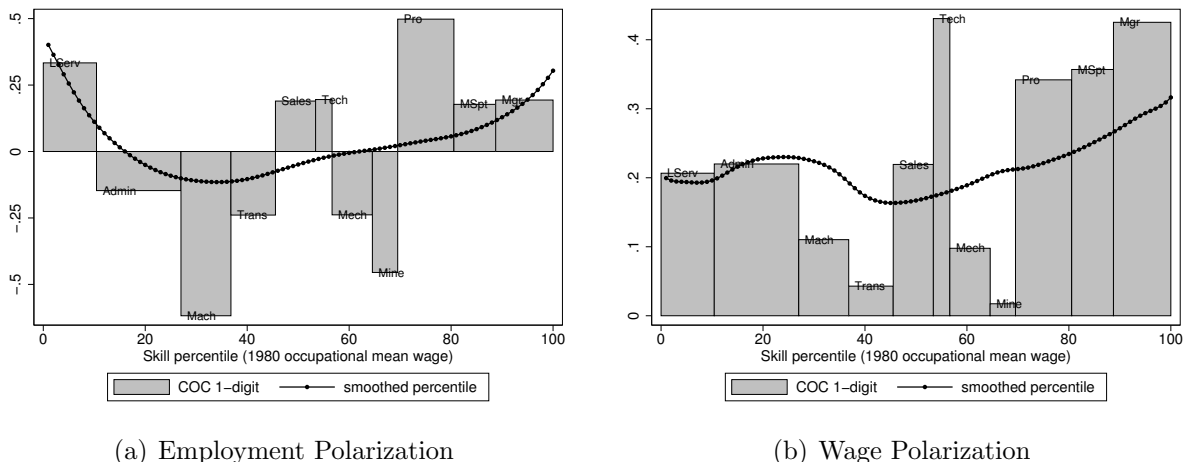 .5
.25
0
-.25
-.5
LServ
Admin
Mach
Trans
Sales
Tech
Mech
Mine
Pro
MSpt
Mgr
0 20 40 60 80 100
Skill percentile (1980 occupational mean wage)
COC 1−digit smoothed percentile
(a) Employment Polarization
.4
.3
.2
.1
0
LServ
Admin
Mach
Trans
Sales
Tech
Mech
Mine
Pro
MSpt
Mgr
0 20 40 60 80 100
Skill percentile (1980 occupational mean wage)
COC 1−digit smoothed percentile
(b) Wage Polarization